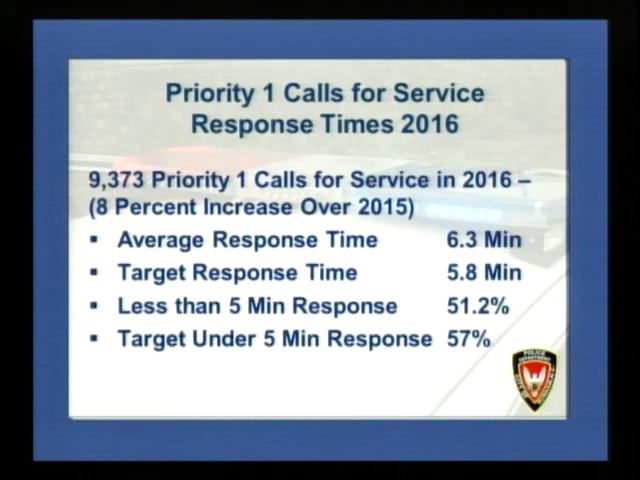 Priority 1 Calls for Service
Response Times 2016
9,373 Priority 1 Calls for Service in 2016 –
(8 Percent Increase Over 2015)
▪ Average Response Time 6.3 Min
▪ Target Response Time 5.8 Min
▪ Less than 5 Min Response 51.2%
▪ Target Under 5 Min Response 57%
POLICE
DEPARTMENT